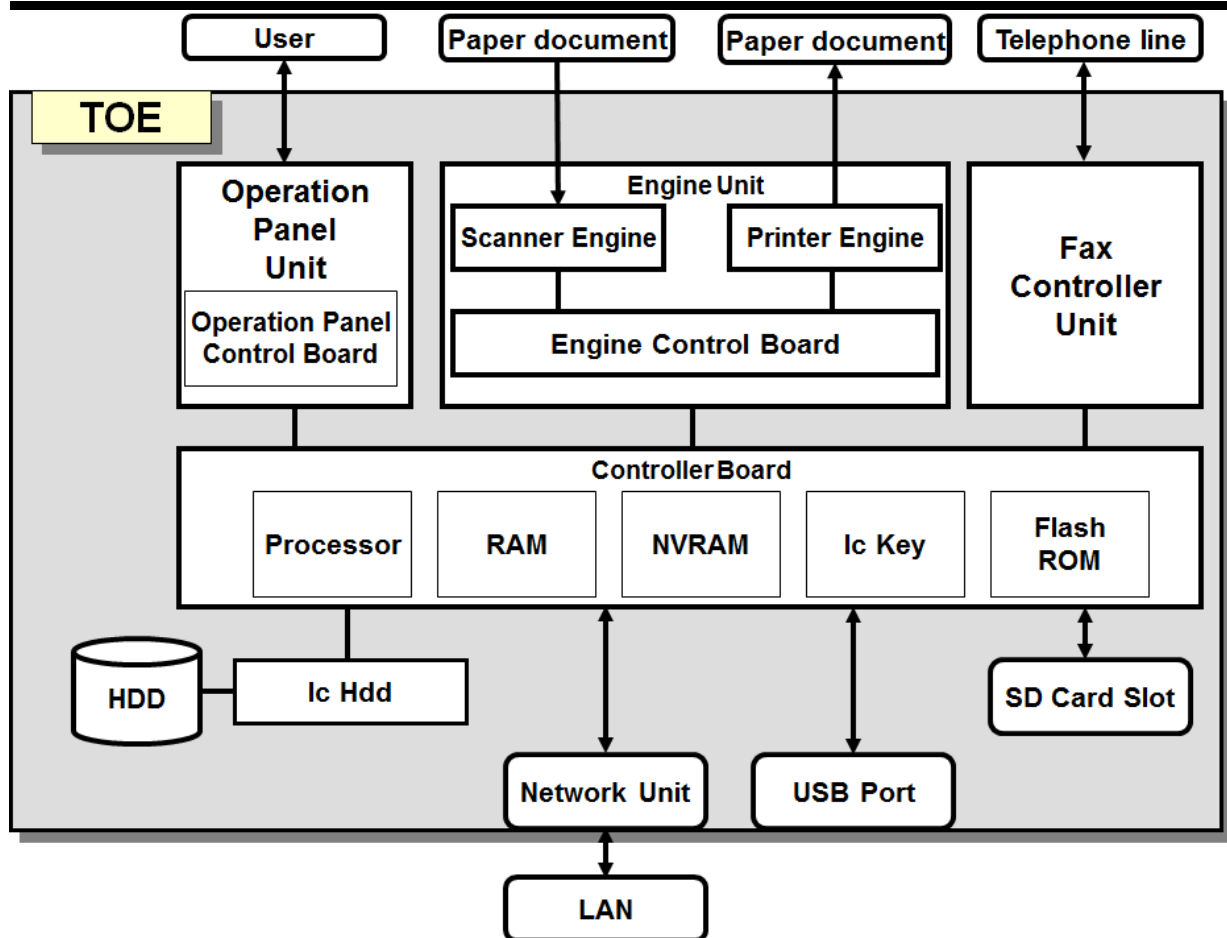 User
Paper document
Paper document
Telephone line
TOE
Operation
Panel
Unit
Operation Panel
Control Board
Engine Unit
Scanner Engine
Printer Engine
Engine Control Board
Fax
Controller
Unit
Controller Board
Processor
RAM
NVRAM
Ic Key
Flash
ROM
HDD
Ic Hdd
SD Card Slot
Network Unit
USB Port
LAN